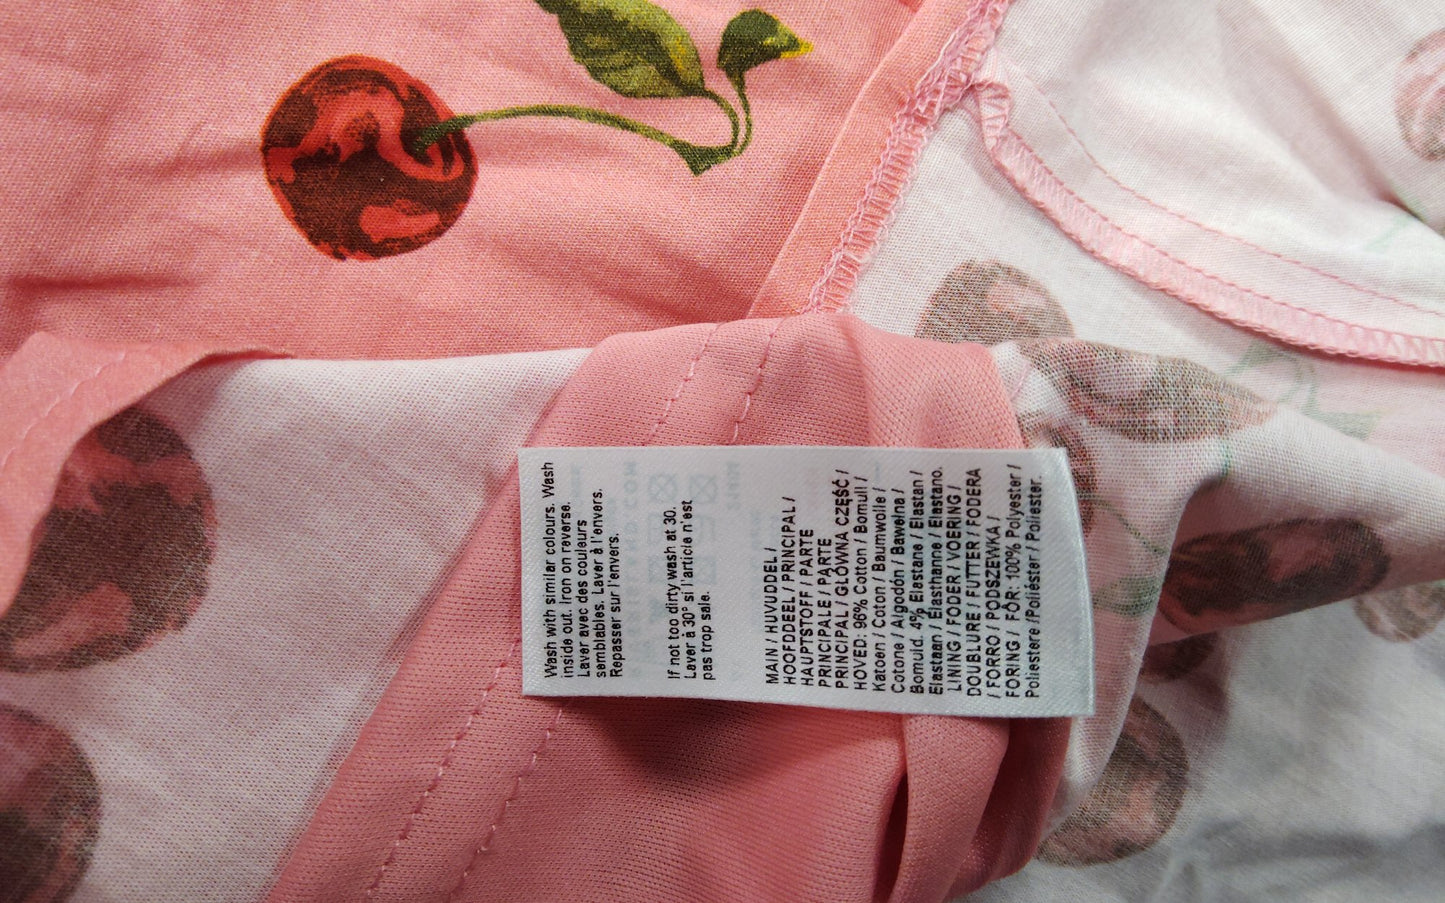 Wash with similar colours. Wash
inside out. Iron on reverse.
Laver avec des couleurs
semblables. Laver à l'envers.
Repasser sur l'envers.
If not too dirty wash at 30.
Laver à 30° si l'article n'est
pas trop sale.
MAIN / HUVUDDEL /
HOOFDDEEL / PRINCIPAL /
HAUPTSTOFF / PARTE
PRINCIPALE / PARTE
PRINCIPAL / GŁÓWNA CZĘŚĆ /
HOVED: 96% Cotton / Bomull /
Katoen / Coton / Baumwolle /
Cotone / Algodón / Bawełna /
Bomuld. 4% Elastane / Elastan /
Elastaan / Élasthanne / Elastano.
LINING / FODER / VOERING /
DOUBLURE / FUTTER / FODERA
/ FORRO / PODSZEWKA /
FORING / FÔR: 100% Polyester /
Poliestere /Poliéster / Poliester.